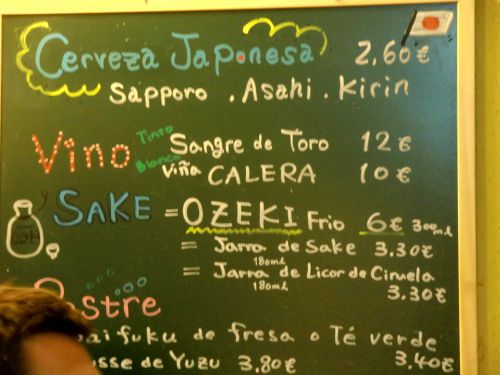 Cerveza Japonesa 2,60€
Sapporo . Asahi . Kirin
Vino Tinto Sangre de Toro 12€
Blanco Viña CALERA 10€
SAKE = OZEKI Frio 6€ 300ml
= Jarra de Sake 3.30€
180ml
= Jarra de Licor de Ciruela
180ml 3.30€
Postre
aifuku de fresa o Té verde
sse de Yuzu 3,80€ 3,40€